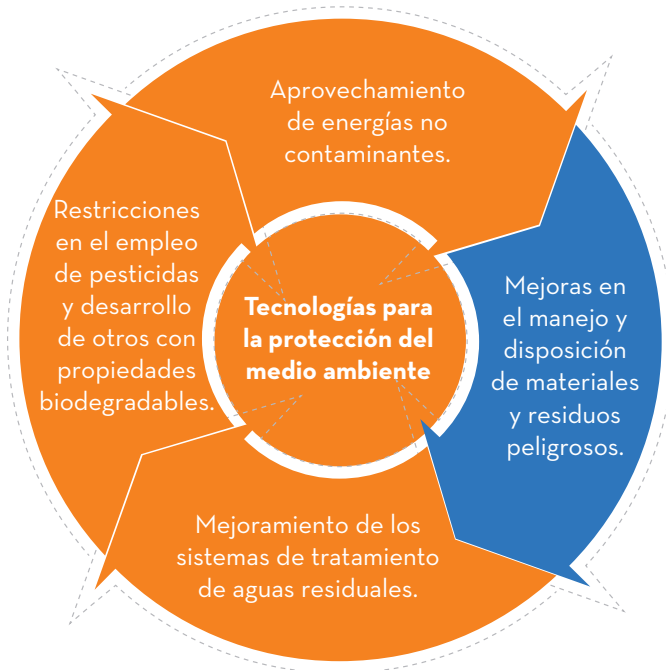 Aprovechamiento
de energías no
contaminantes.
Mejoras en
el manejo y
disposición
de materiales
y residuos
peligrosos.
Mejoramiento de los
sistemas de tratamiento
de aguas residuales.
Restricciones
en el empleo
de pesticidas
y desarrollo
de otros con
propiedades
biodegradables.
Tecnologías para
la protección del
medio ambiente